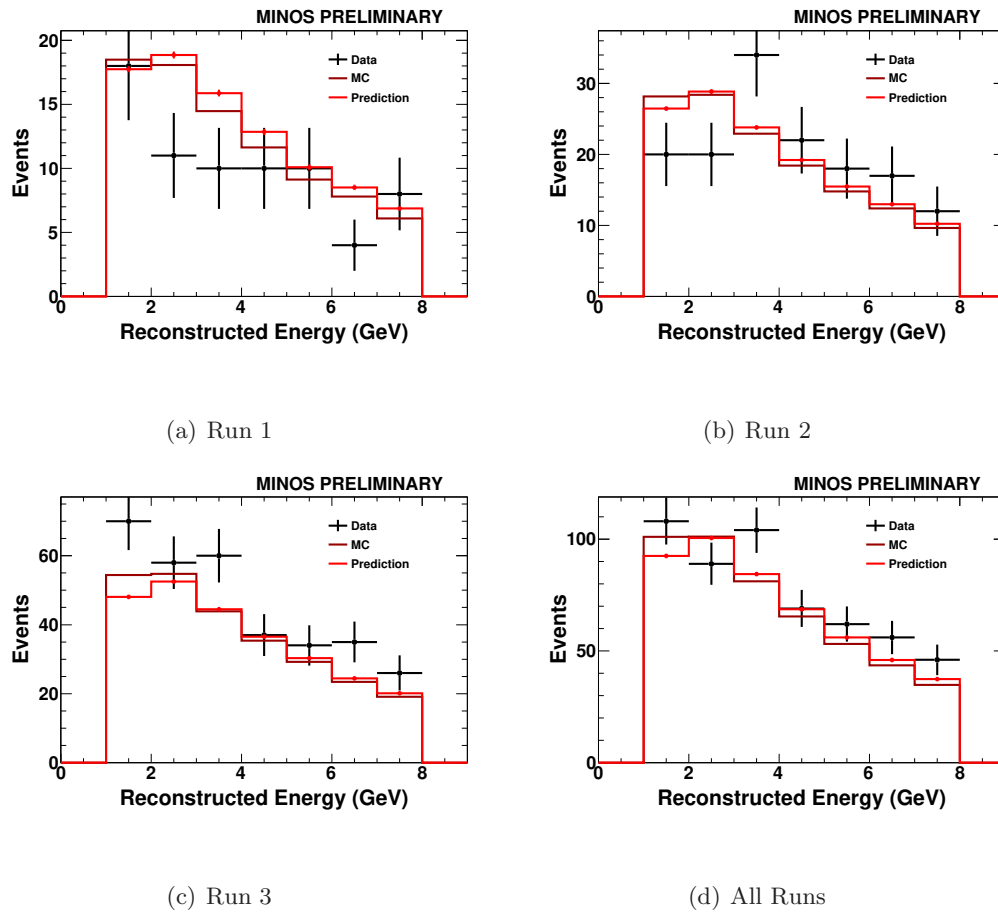 MINOS PRELIMINARY
Events
20
15
10
5
0
Data
MC
Prediction
0 2 4 6 8
Reconstructed Energy (GeV)
(a) Run 1
MINOS PRELIMINARY
Events
30
20
10
0
Data
MC
Prediction
0 2 4 6 8
Reconstructed Energy (GeV)
(b) Run 2
MINOS PRELIMINARY
Events
60
40
20
0
Data
MC
Prediction
0 2 4 6 8
Reconstructed Energy (GeV)
(c) Run 3
MINOS PRELIMINARY
Events
100
50
0
Data
MC
Prediction
0 2 4 6 8
Reconstructed Energy (GeV)
(d) All Runs